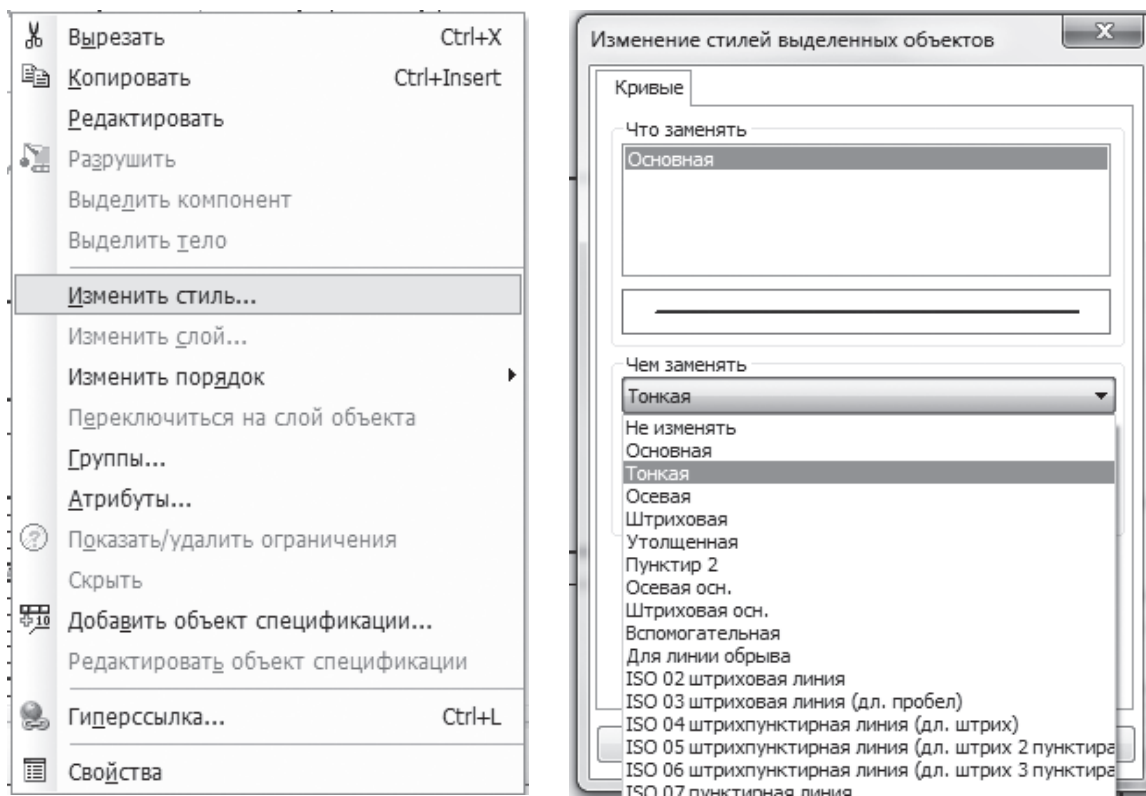 Вырезать Ctrl+X
Копировать Ctrl+Insert
Редактировать
Разрушить
Выделить компонент
Выделить тело
Изменить стиль...
Изменить слой...
Изменить порядок
Переключиться на слой объекта
Группы...
Атрибуты...
Показать/удалить ограничения
Скрыть
Добавить объект спецификации...
Редактировать объект спецификации
Гиперссылка... Ctrl+L
Свойства
Изменение стилей выделенных объектов
Кривые
Что заменять
Основная
Чем заменять
Тонкая
Не изменять
Основная
Тонкая
Осевая
Штриховая
Утолщенная
Пунктир 2
Осевая осн.
Штриховая осн.
Вспомогательная
Для линии обрыва
ISO 02 штриховая линия
ISO 03 штриховая линия (дл. пробел)
ISO 04 штрихпунктирная линия (дл. штрих)
ISO 05 штрихпунктирная линия (дл. штрих 2 пунктира
ISO 06 штрихпунктирная линия (дл. штрих 3 пунктира
ISO 07 пунктирная линия